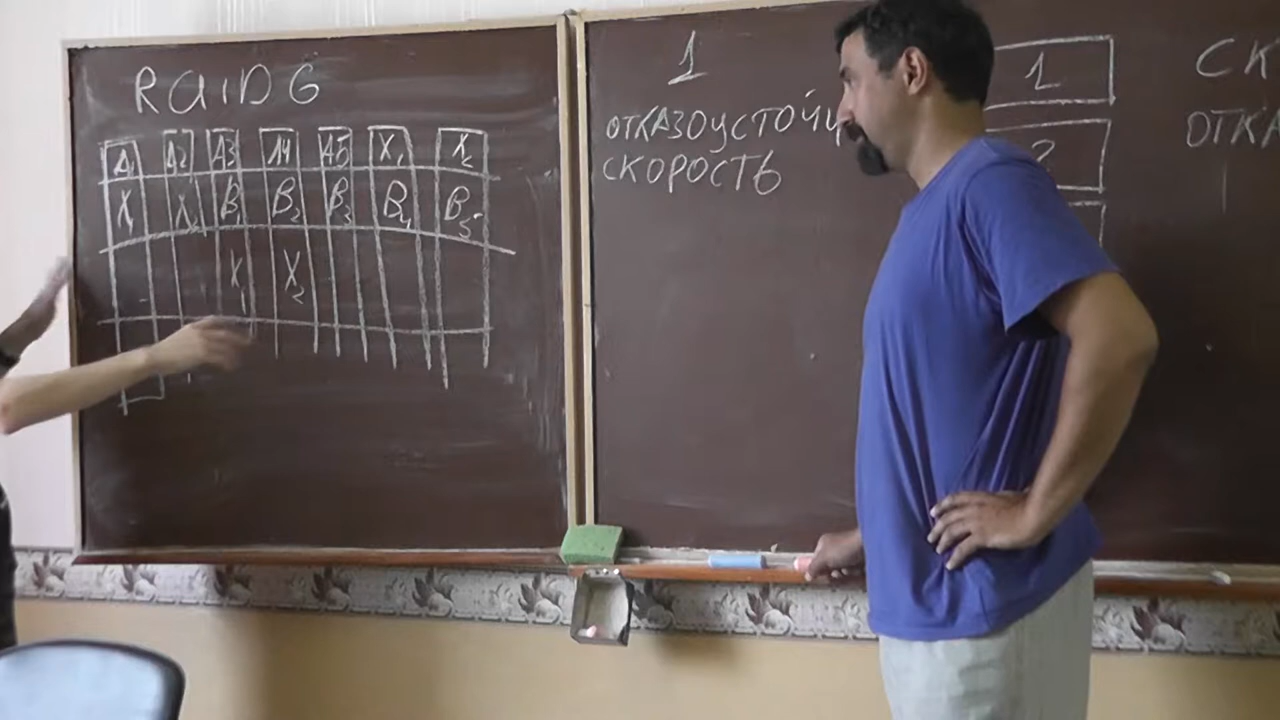 RaiD 6
A1 A2 A3 A4 A5 X1 X2
X1 X2 B1 B2 B3 B4 B5
X1 X2
1
ОТКАЗОУСТОЙЧ
СКОРОСТЬ
1
2
СК
ОТКА